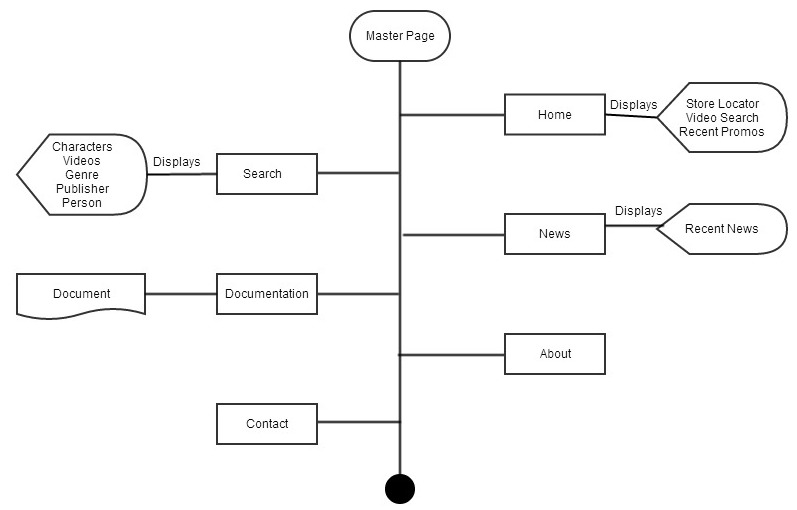 Master Page
Home
Displays
Store Locator
Video Search
Recent Promos
Characters
Videos
Genre
Publisher
Person
Displays
Search
News
Displays
Recent News
Document
Documentation
About
Contact